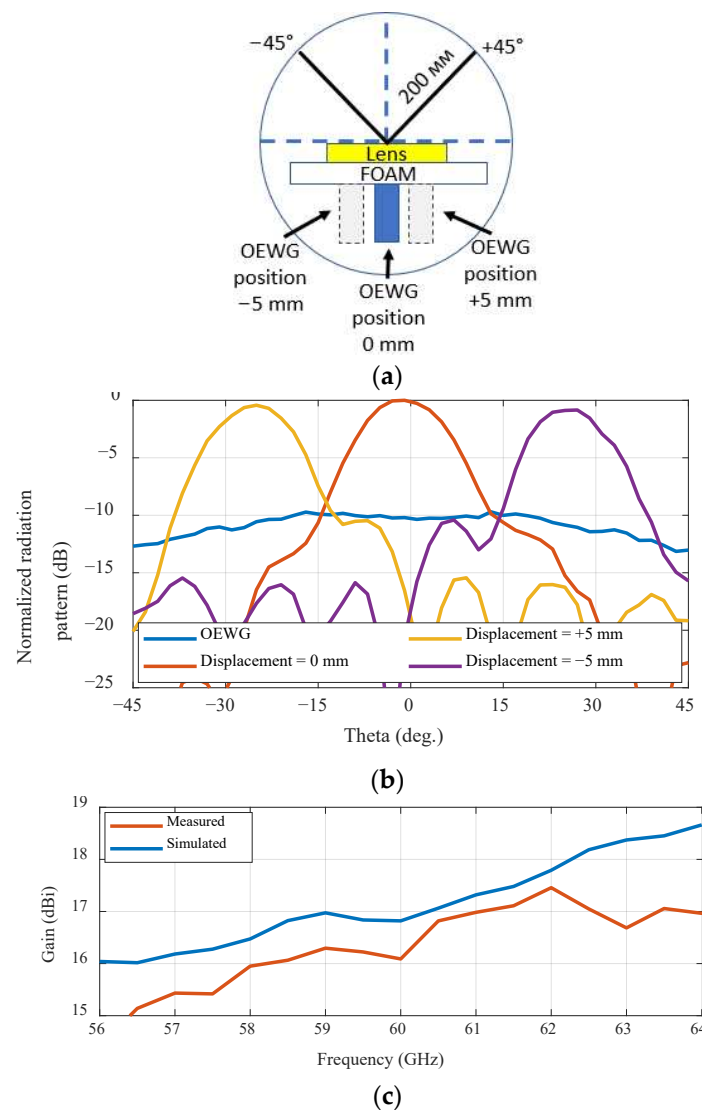 −45°
+45°
200 мм
Lens
FOAM
OEWG
position
−5 mm
OEWG
position
0 mm
OEWG
position
+5 mm
(a)
0
−5
−10
−15
−20
−25
Normalized radiation
pattern (dB)
OEWG
Displacement = 0 mm
Displacement = +5 mm
Displacement = −5 mm
−45
−30
−15
0
15
30
45
Theta (deg.)
(b)
19
18
17
16
15
Gain (dBi)
Measured
Simulated
56
57
58
59
60
61
62
63
64
Frequency (GHz)
(c)